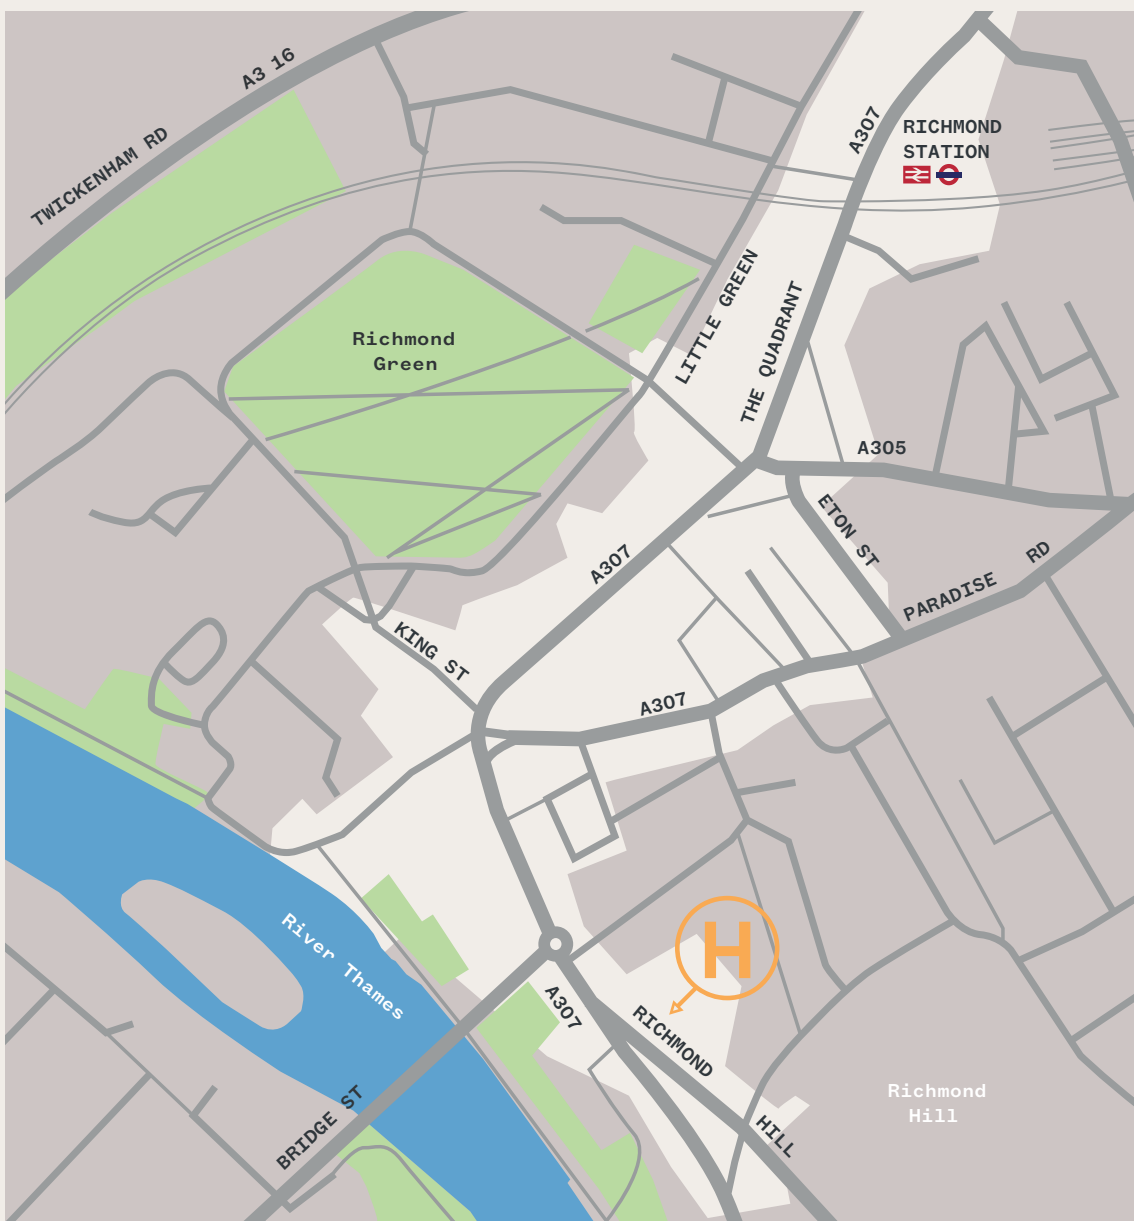 A3 16
TWICKENHAM RD
A307
RICHMOND
STATION
LITTLE GREEN
THE QUADRANT
Richmond
Green
A305
ETON ST
A307
PARADISE RD
KING ST
A307
River Thames
H
A307
RICHMOND HILL
Richmond
Hill
BRIDGE ST